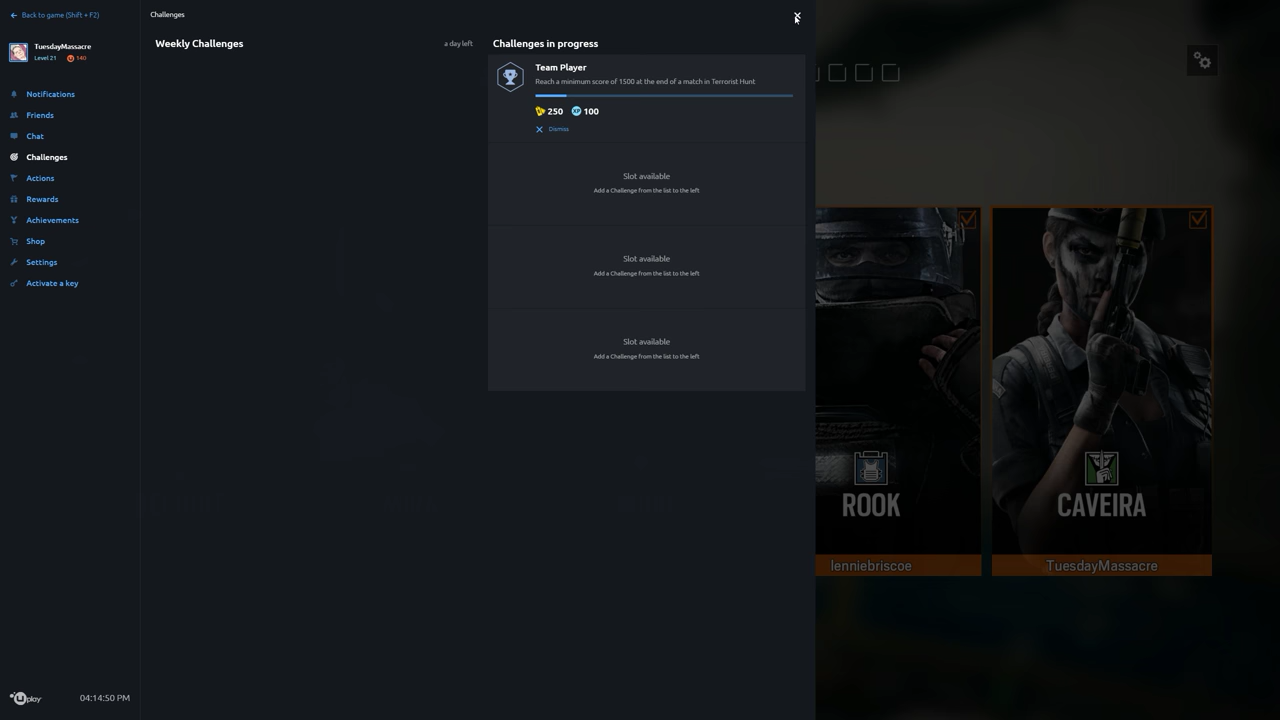 Back to game (Shift + F2)
Challenges
TuesdayMassacre
Level 21
140
Weekly Challenges
a day left
Challenges in progress
Team Player
Reach a minimum score of 1500 at the end of a match in Terrorist Hunt
250
XP
100
Dismiss
Notifications
Friends
Chat
Challenges
Actions
Rewards
Achievements
Shop
Settings
Activate a key
Slot available
Add a Challenge from the list to the left
Slot available
Add a Challenge from the list to the left
Slot available
Add a Challenge from the list to the left
ROOK
CAVEIRA
lenniebriscoe
TuesdayMassacre
Uplay
04:14:50 PM